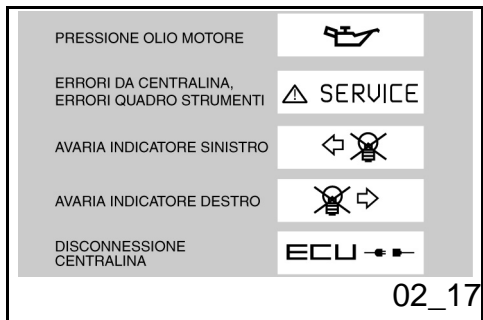 PRESSIONE OLIO MOTORE
ERRORI DA CENTRALINA,
ERRORI QUADRO STRUMENTI
SERVICE
AVARIA INDICATORE SINISTRO
AVARIA INDICATORE DESTRO
DISCONNESSIONE
CENTRALINA
ECU
02_17